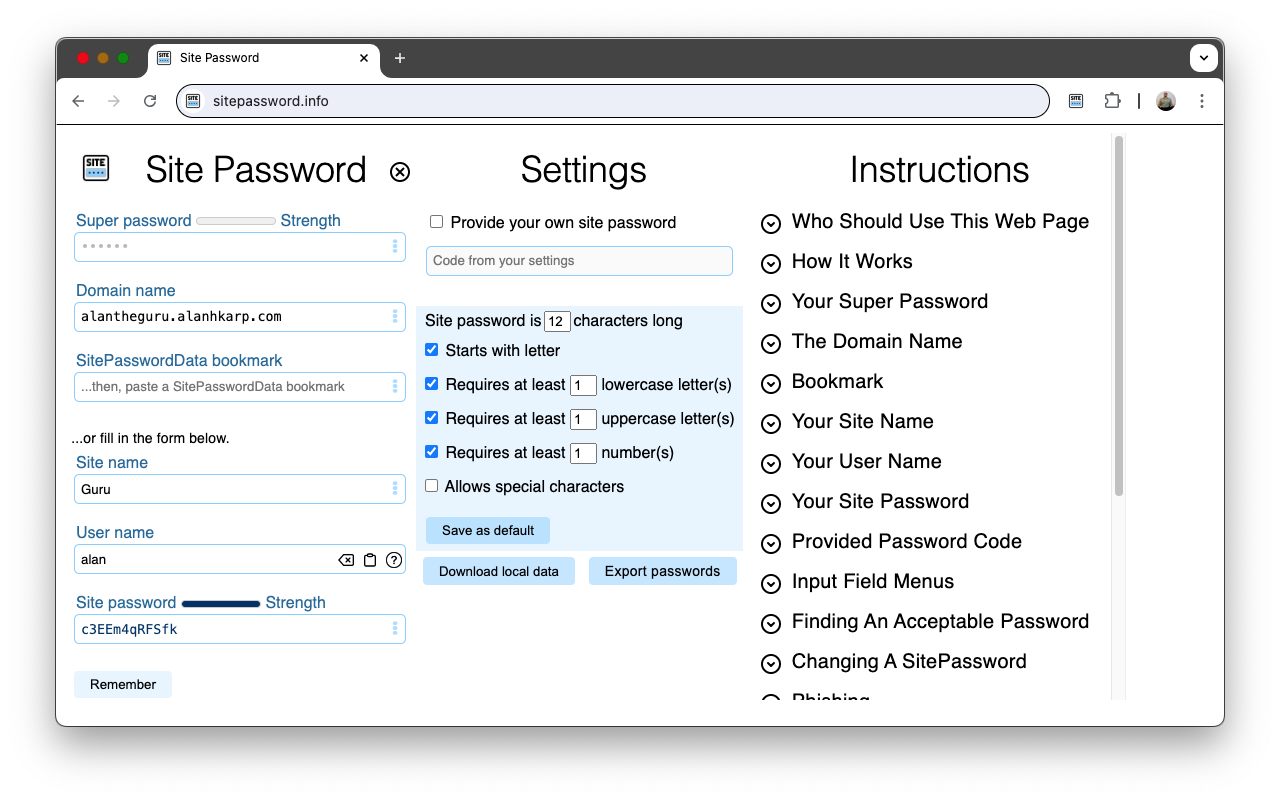 Site Password
sitepassword.info
SITE
Site Password
Super password Strength
Domain name
alantheguru.alanhkarp.com
SitePasswordData bookmark
...then, paste a SitePasswordData bookmark
...or fill in the form below.
Site name
Guru
User name
alan
Site password Strength
c3EEm4qRFSfk
Remember
Settings
Provide your own site password
Code from your settings
Site password is 12 characters long
Starts with letter
Requires at least 1 lowercase letter(s)
Requires at least 1 uppercase letter(s)
Requires at least 1 number(s)
Allows special characters
Save as default
Download local data Export passwords
Instructions
Who Should Use This Web Page
How It Works
Your Super Password
The Domain Name
Bookmark
Your Site Name
Your User Name
Your Site Password
Provided Password Code
Input Field Menus
Finding An Acceptable Password
Changing A SitePassword
Phishing